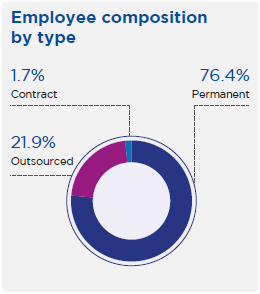 Employee composition
by type
1.7%
Contract
76.4%
Permanent
21.9%
Outsourced